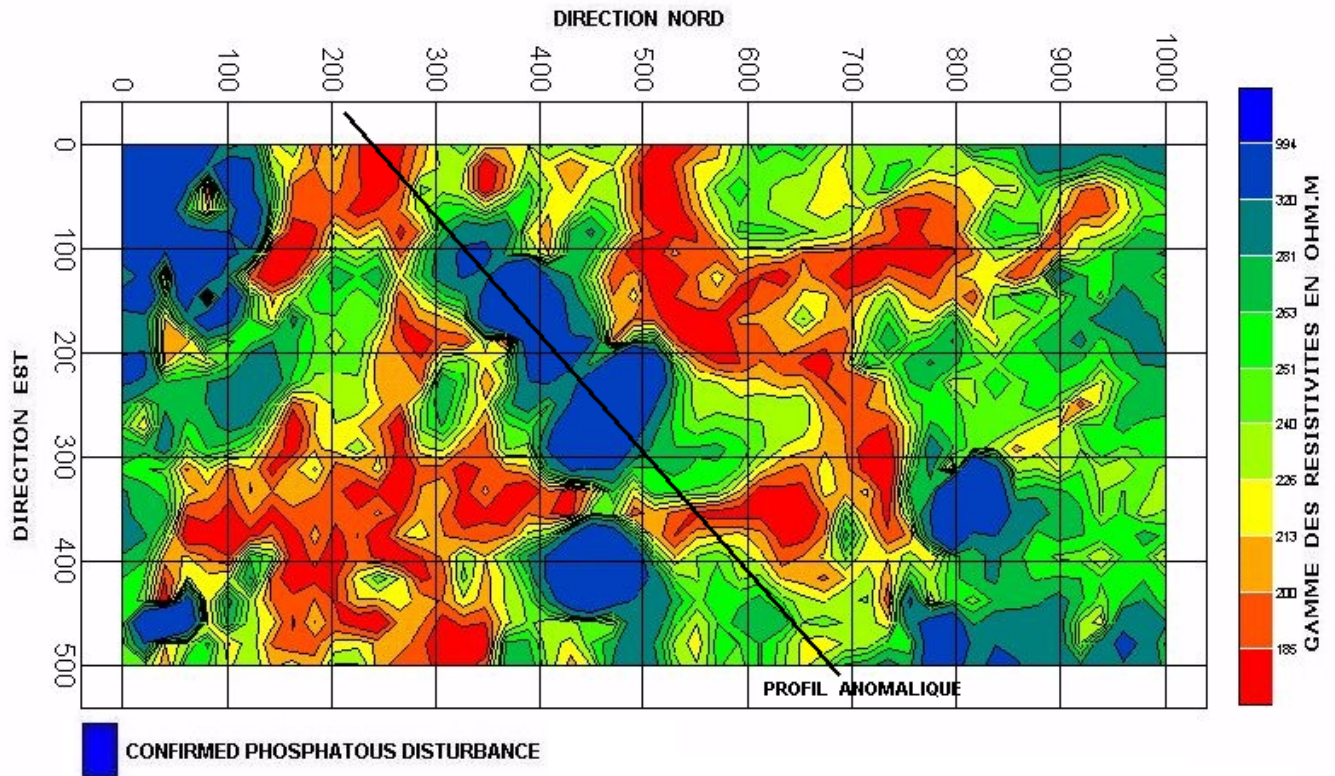 DIRECTION NORD
0 100 200 300 400 500 600 700 800 900 1000
DIRECTION EST
0
100
200
300
400
500
994
320
281
263
251
240
226
213
200
185
GAMME DES RESISTIVITES EN OHM.M
PROFIL ANOMALIQUE
CONFIRMED PHOSPHATOUS DISTURBANCE